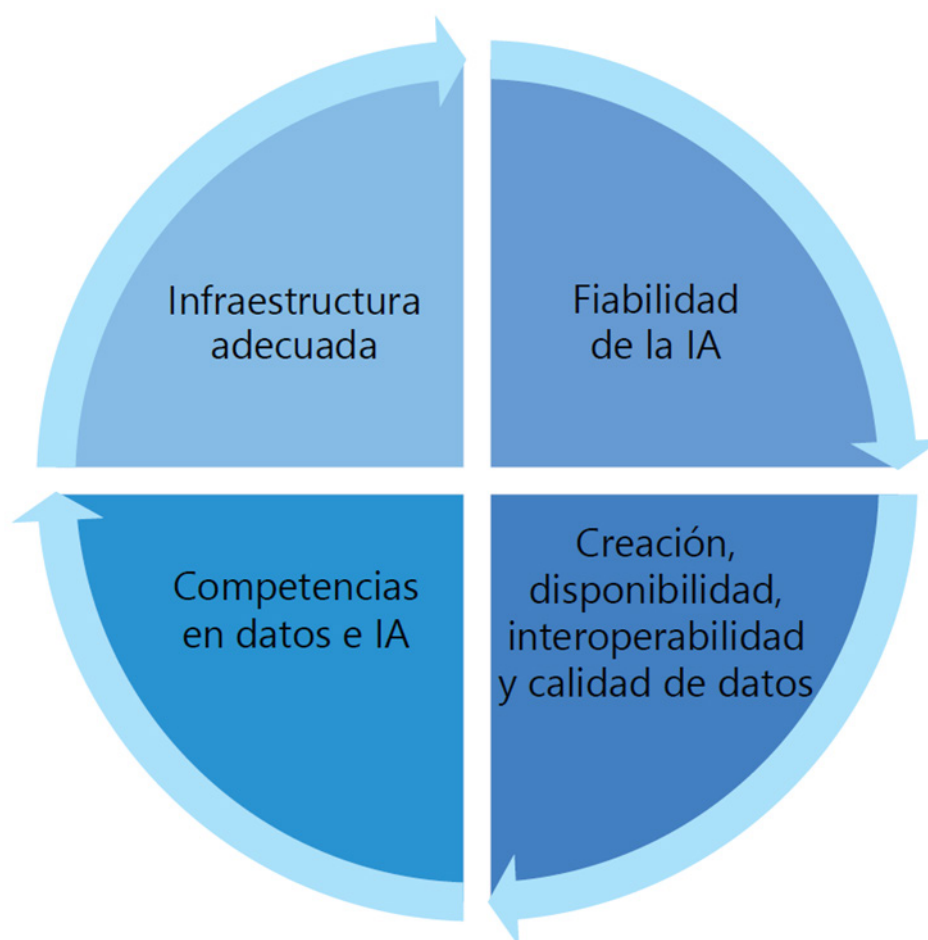 Infraestructura
adecuada
Fiabilidad
de la IA
Competencias
en datos e IA
Creación,
disponibilidad,
interoperabilidad
y calidad de datos